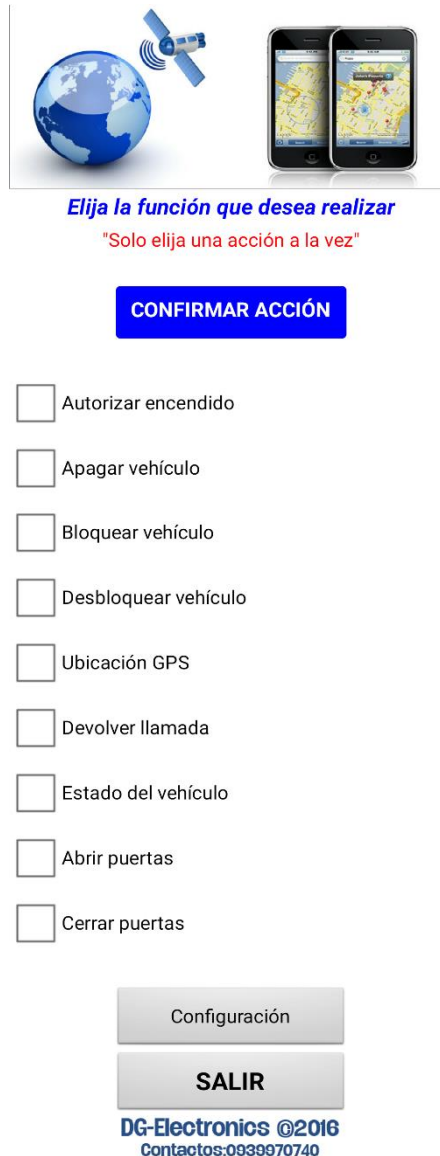 Elija la función que desea realizar
"Solo elija una acción a la vez"
CONFIRMAR ACCIÓN
Autorizar encendido
Apagar vehículo
Bloquear vehículo
Desbloquear vehículo
Ubicación GPS
Devolver llamada
Estado del vehículo
Abrir puertas
Cerrar puertas
Configuración
SALIR
DG-Electronics @2016
Contactos:0939970740